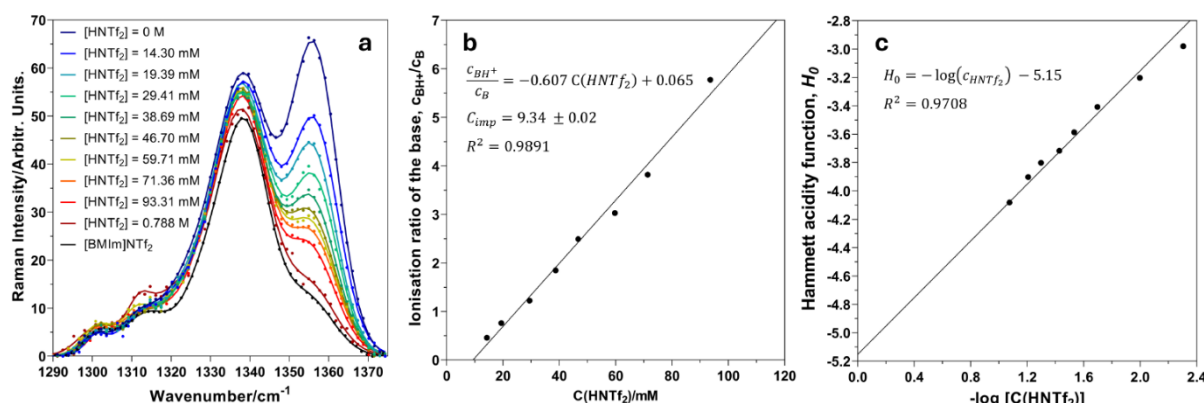 a
70
60
50
40
30
20
10
0
Raman Intensity/Arbitr. Units.
[HNTf₂] = 0 M
[HNTf₂] = 14.30 mM
[HNTf₂] = 19.39 mM
[HNTf₂] = 29.41 mM
[HNTf₂] = 38.69 mM
[HNTf₂] = 46.70 mM
[HNTf₂] = 59.71 mM
[HNTf₂] = 71.36 mM
[HNTf₂] = 93.31 mM
[HNTf₂] = 0.788 M
[BMIm]NTf₂
1290 1300 1310 1320 1330 1340 1350 1360 1370
Wavenumber/cm⁻¹
b
7
6
5
4
3
2
1
0
Ionisation ratio of the base, cBH⁺/cB
c_BH⁺/c_B = −0.607 C(HNTf₂) + 0.065
C_imp = 9.34 ± 0.02
R² = 0.9891
0 20 40 60 80 100 120
C(HNTf₂)/mM
c
-2.8
-3.0
-3.2
-3.4
-3.6
-3.8
-4.0
-4.2
-4.4
-4.6
-4.8
-5.0
-5.2
Hammett acidity function, H₀
H₀ = −log(c_HNTf₂) − 5.15
R² = 0.9708
0.0 0.4 0.8 1.2 1.6 2.0 2.4
-log [C(HNTf₂)]